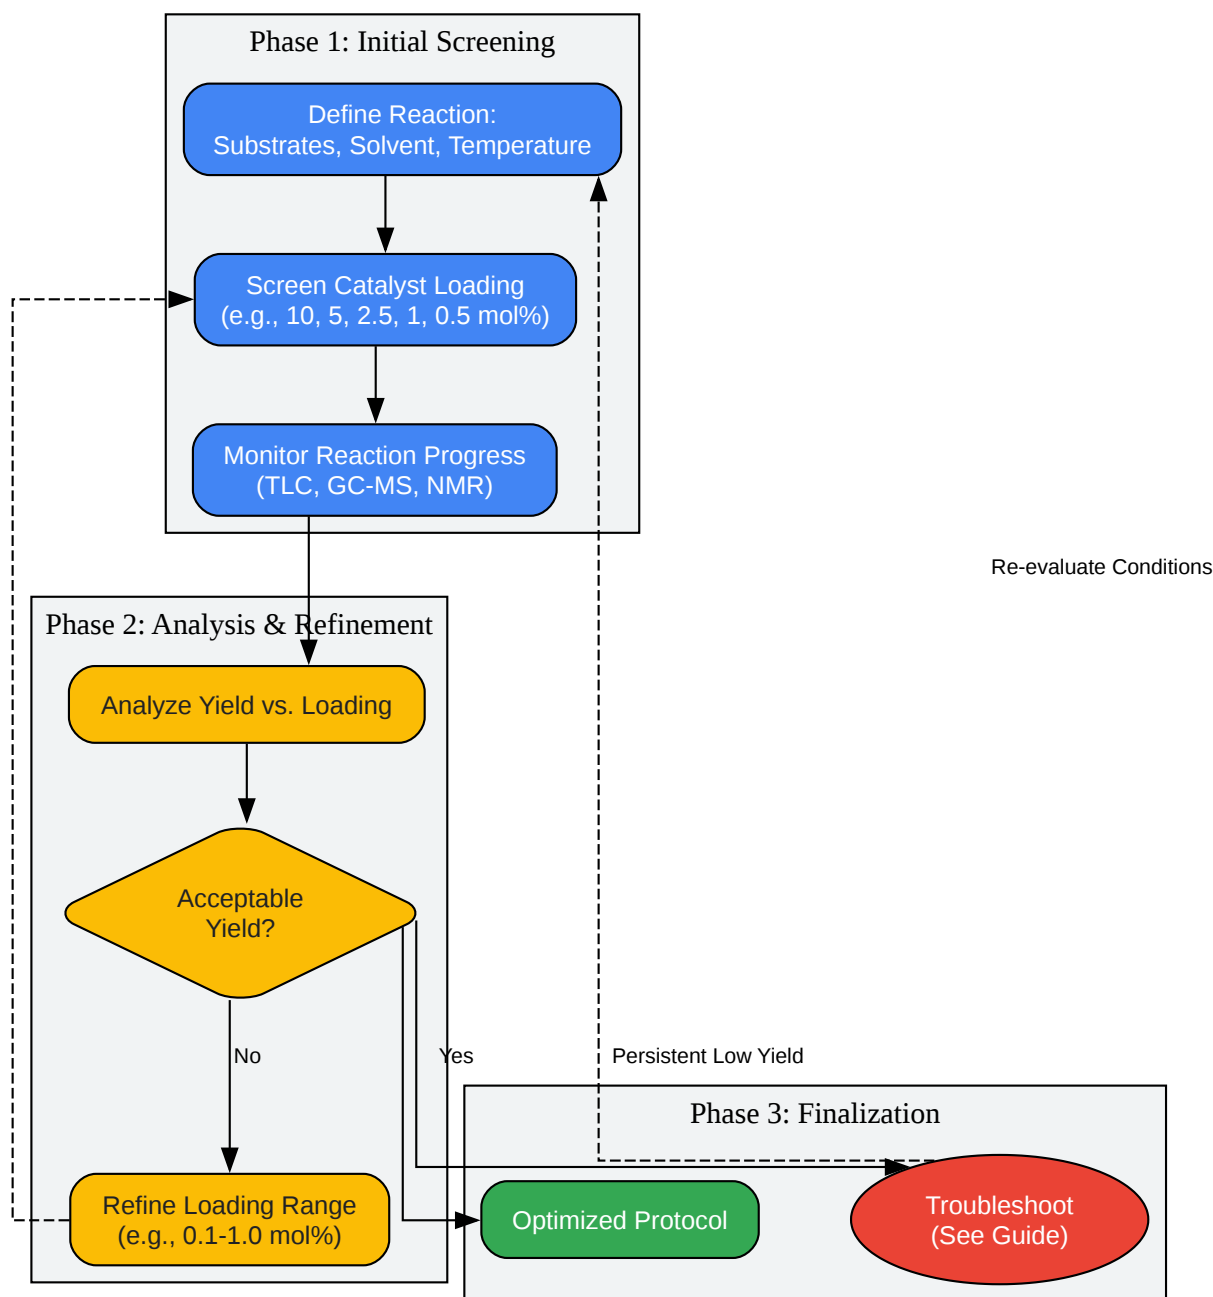 Phase 1: Initial Screening
Define Reaction:
Substrates, Solvent, Temperature
Screen Catalyst Loading
(e.g., 10, 5, 2.5, 1, 0.5 mol%)
Monitor Reaction Progress
(TLC, GC-MS, NMR)
Re-evaluate Conditions
Phase 2: Analysis & Refinement
Analyze Yield vs. Loading
Acceptable
Yield?
No
Yes
Persistent Low Yield
Phase 3: Finalization
Refine Loading Range
(e.g., 0.1-1.0 mol%)
Optimized Protocol
Troubleshoot
(See Guide)